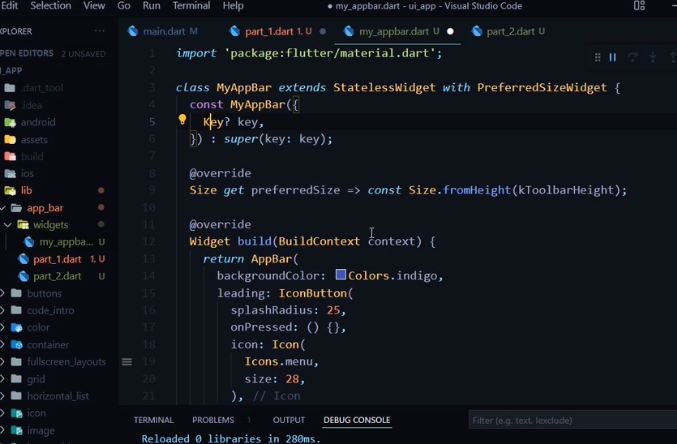 Edit Selection View Go Run Terminal Help
● my_appbar.dart - ui_app - Visual Studio Code
XPLORER ...
main.dart M
part_1.dart 1. U
my_appbar.dart U
part_2.dart U
PEN EDITORS 2 UNSAVED
I_APP
.dart_tool
.idea
android
assets
build
ios
lib
app_bar
widgets
my_appba... U
part_1.dart 1, U
part_2.dart U
buttons
code_intro
color
container
fullscreen_layouts
grid
horizontal_list
icon
image
1 import 'package:flutter/material.dart';
2
3 class MyAppBar extends StatelessWidget with PreferredSizeWidget {
4 const MyAppBar({
5 Key? key,
6 }) : super(key: key);
7
8 @override
9 Size get preferredSize => const Size.fromHeight(kToolbarHeight);
10
11 @override
12 Widget build(BuildContext context) {
13 return AppBar(
14 backgroundColor: Colors.indigo,
15 leading: IconButton(
16 splashRadius: 25,
17 onPressed: () {},
18 icon: Icon(
19 Icons.menu,
20 size: 28,
21 ), // Icon
TERMINAL PROBLEMS 1 OUTPUT DEBUG CONSOLE
Filter (e.g. text, !exclude)
Reloaded 0 libraries in 280ms.